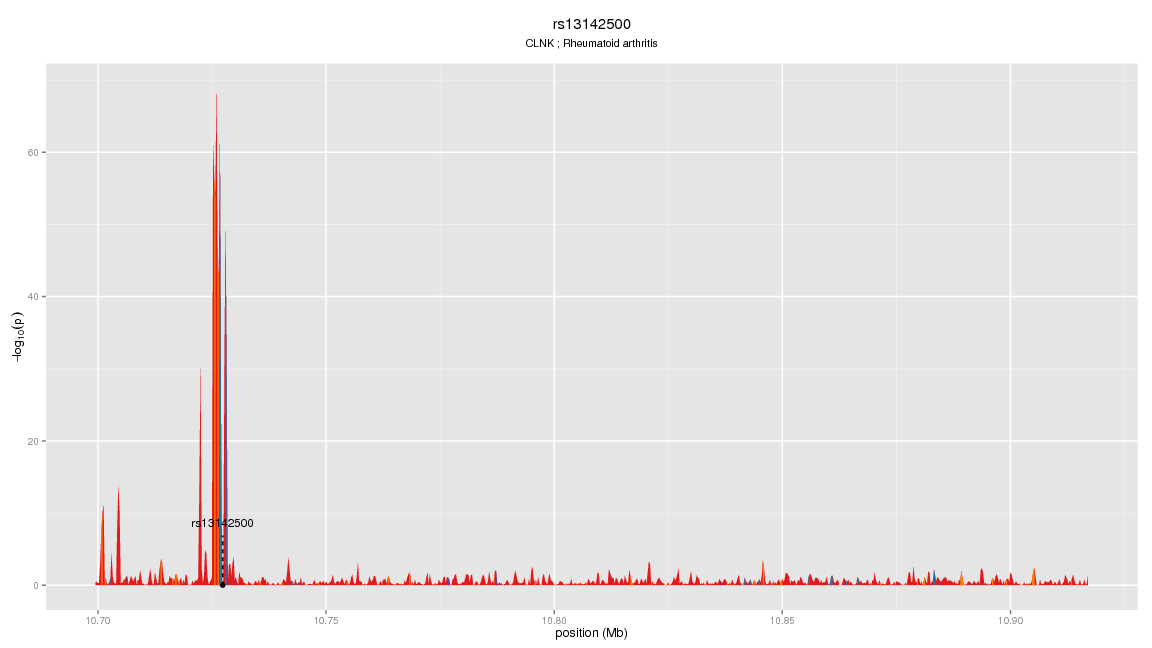 rs13142500
CLNK ; Rheumatoid arthritis
60
40
20
0
−log10(p)
rs13142500
10.70
10.75
10.80
10.85
10.90
position (Mb)